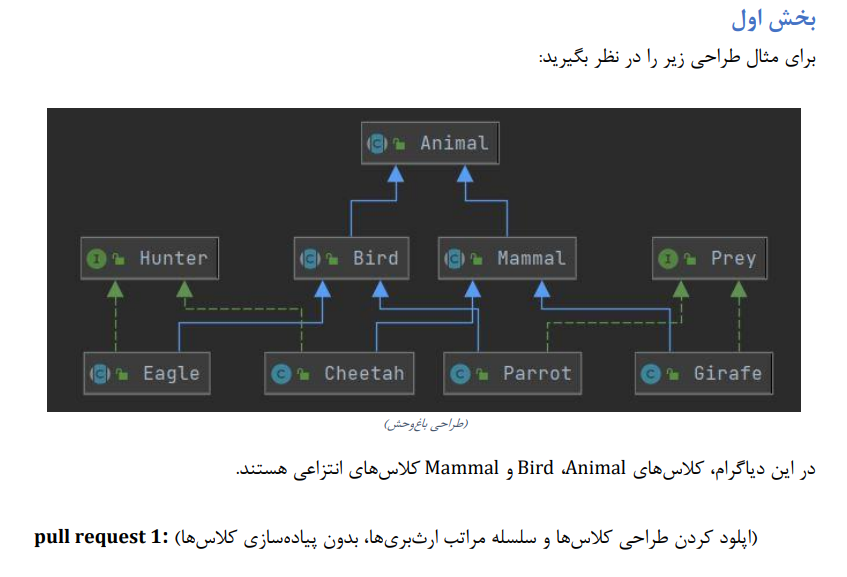 بخش اول
برای مثال طراحی زیر را در نظر بگیرید:
Animal
Hunter
Bird
Mammal
Prey
Eagle
Cheetah
Parrot
Girafe
(طراحی باغ‌وحش)
در این دیاگرام، کلاس‌های Animal، Bird و Mammal کلاس‌های انتزاعی هستند.
pull request 1: (اپلود کردن طراحی کلاس‌ها و سلسله مراتب ارث‌بری‌ها، بدون پیاده‌سازی کلاس‌ها)